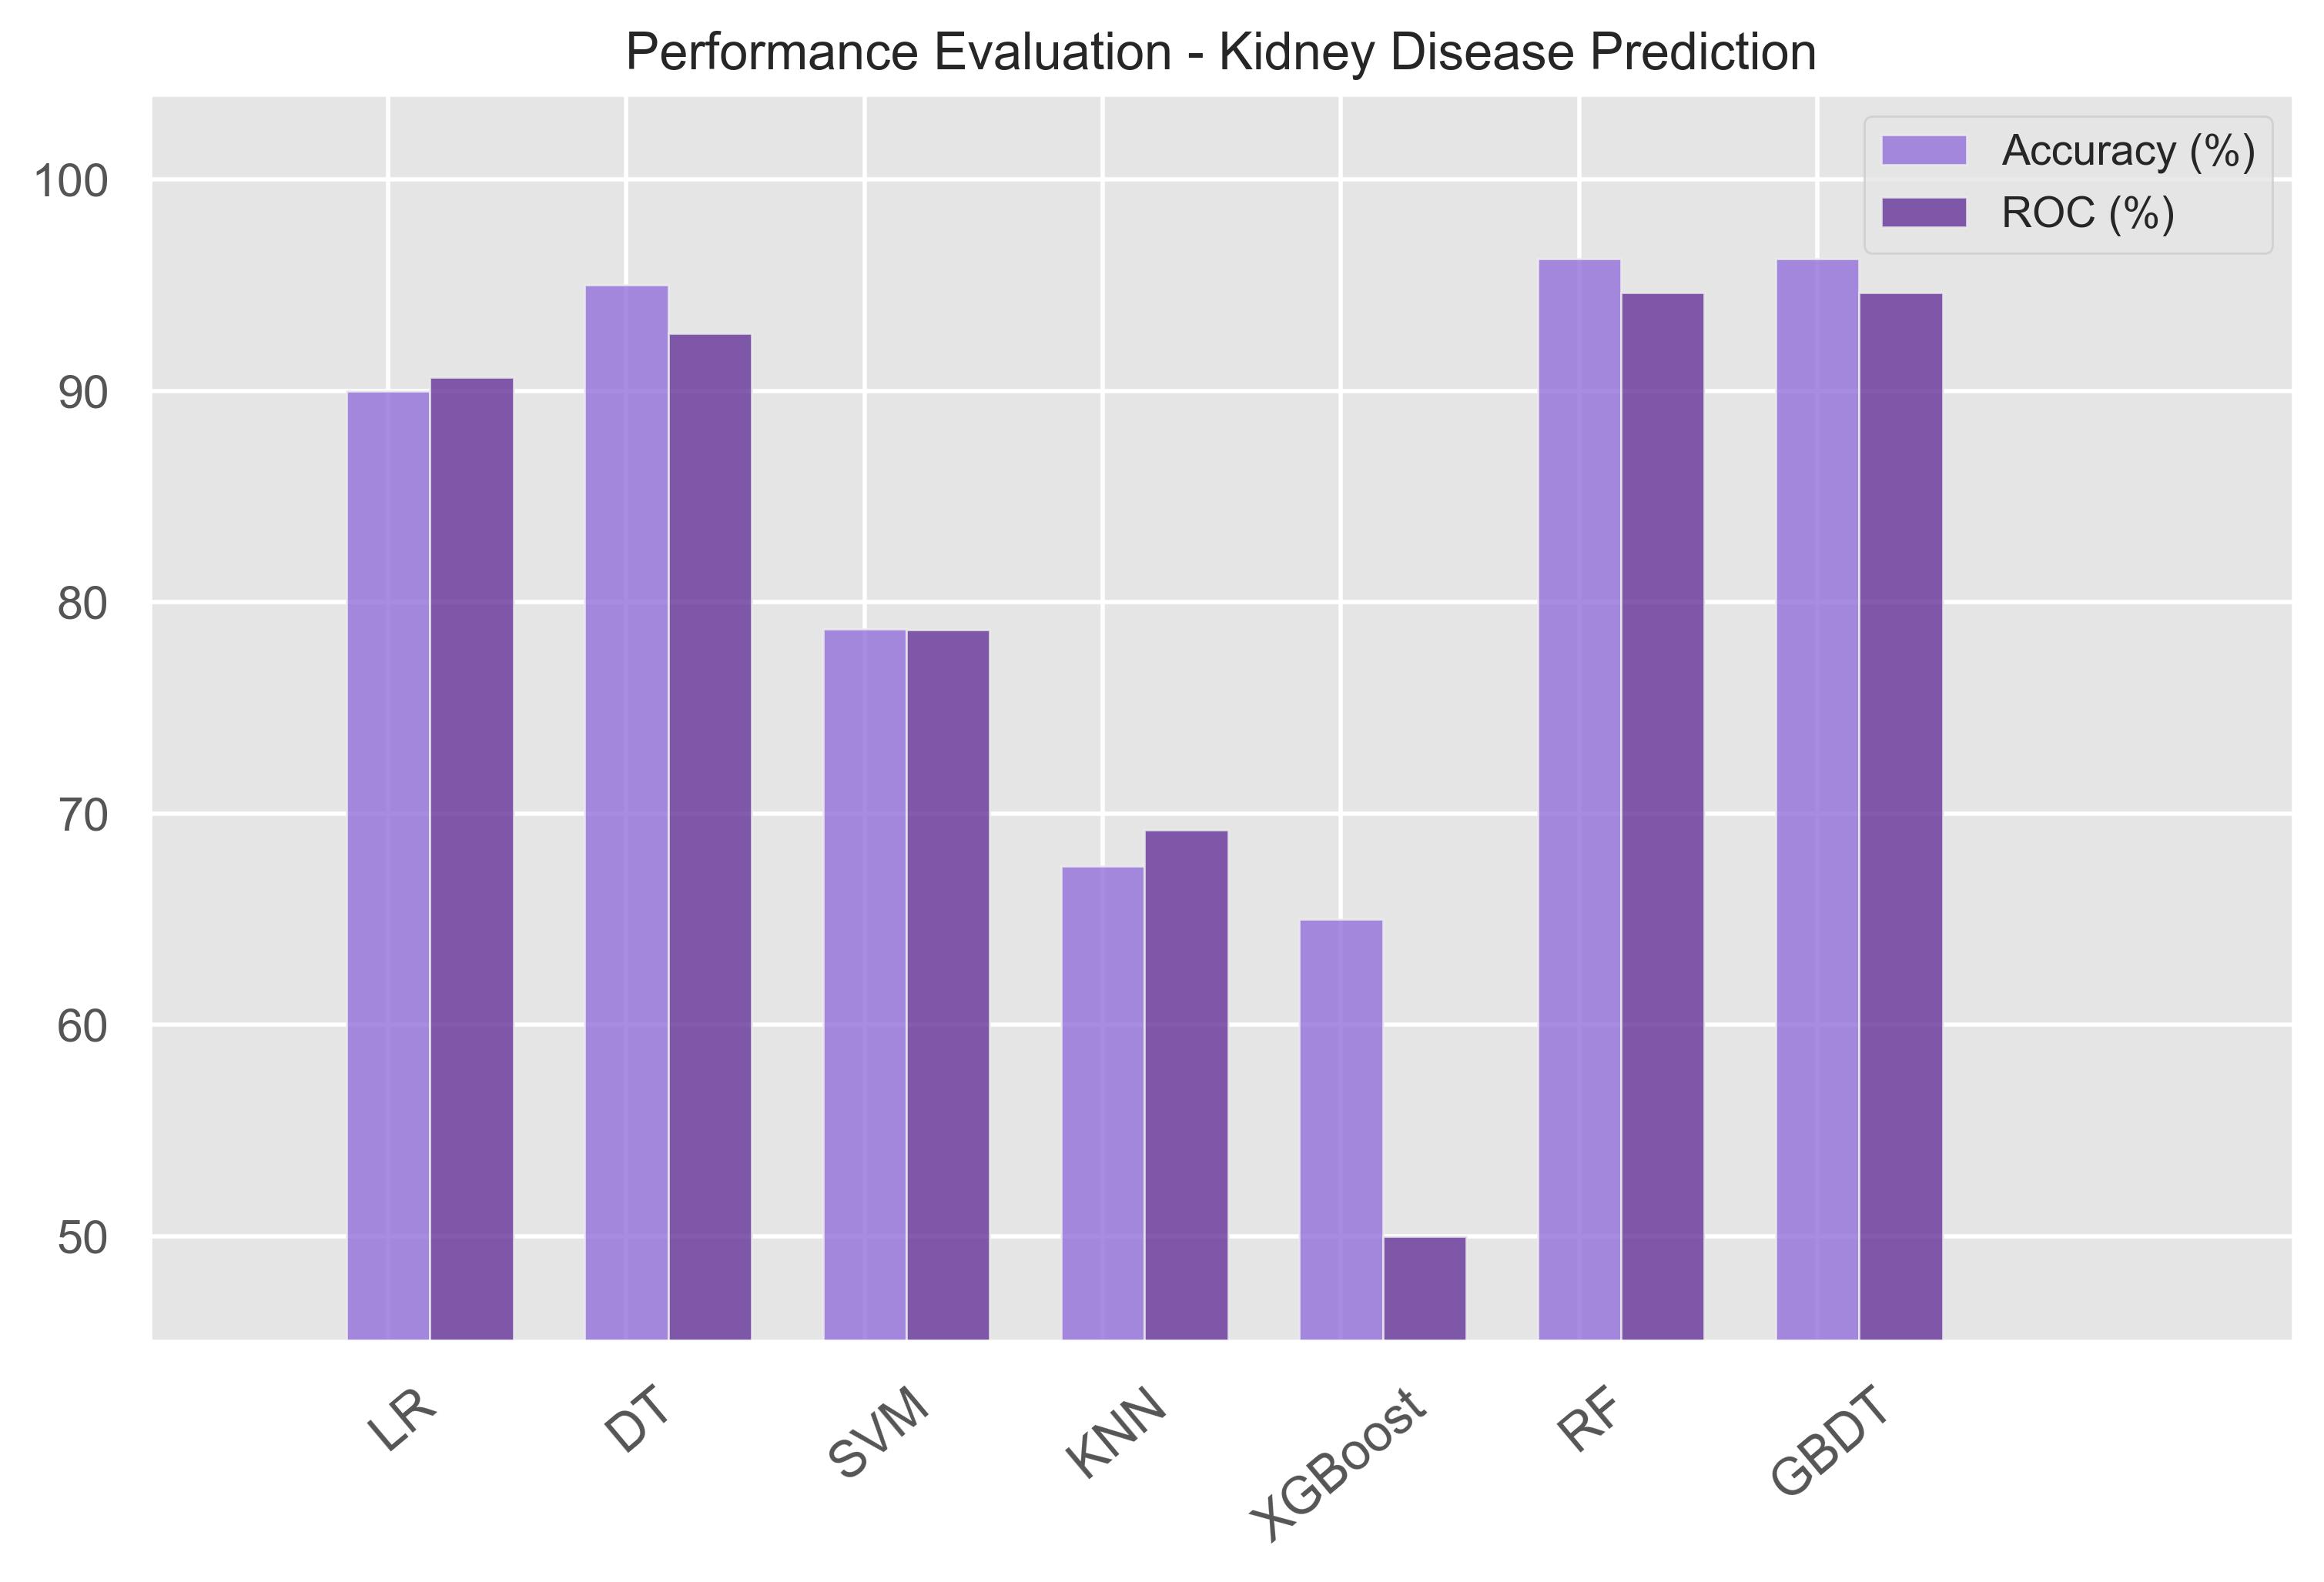 Performance Evaluation - Kidney Disease Prediction
Accuracy (%)
ROC (%)
100
90
80
70
60
50
LR
DT
SVM
KNN
XGBoost
RF
GBDT